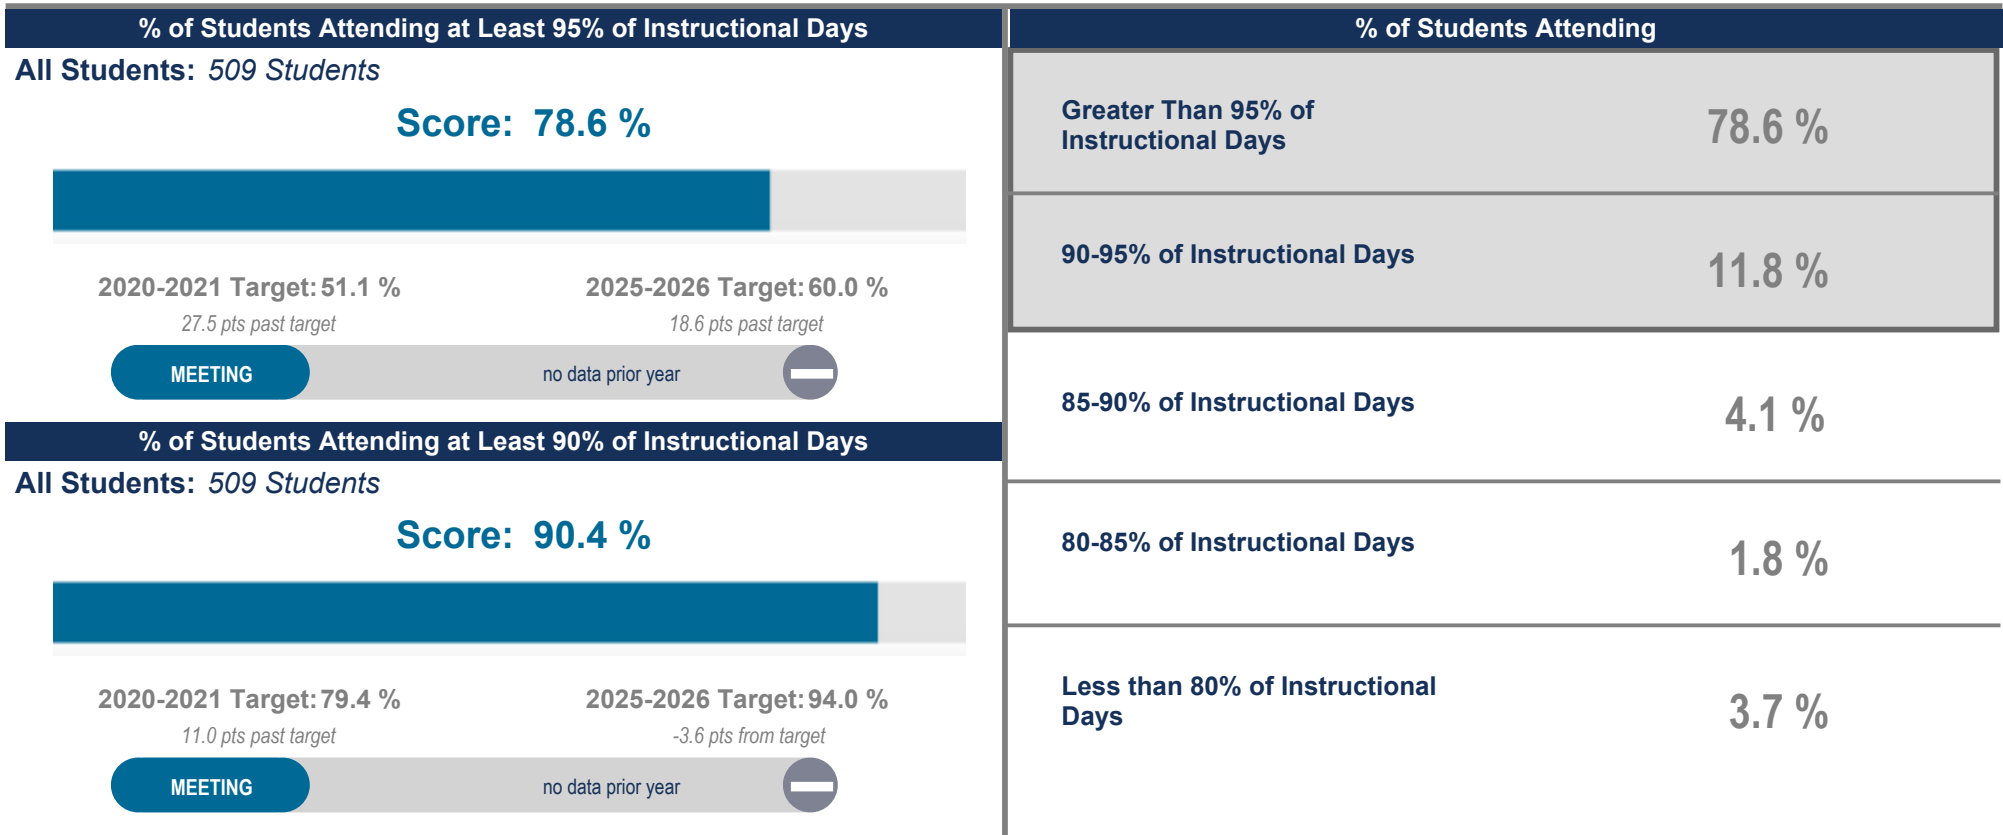 % of Students Attending at Least 95% of Instructional Days
All Students: 509 Students
Score: 78.6 %
2020-2021 Target: 51.1 %
27.5 pts past target
2025-2026 Target: 60.0 %
18.6 pts past target
MEETING
no data prior year
% of Students Attending at Least 90% of Instructional Days
All Students: 509 Students
Score: 90.4 %
2020-2021 Target: 79.4 %
11.0 pts past target
2025-2026 Target: 94.0 %
-3.6 pts from target
MEETING
no data prior year
% of Students Attending
Greater Than 95% of
Instructional Days
78.6 %
90-95% of Instructional Days
11.8 %
85-90% of Instructional Days
4.1 %
80-85% of Instructional Days
1.8 %
Less than 80% of Instructional
Days
3.7 %